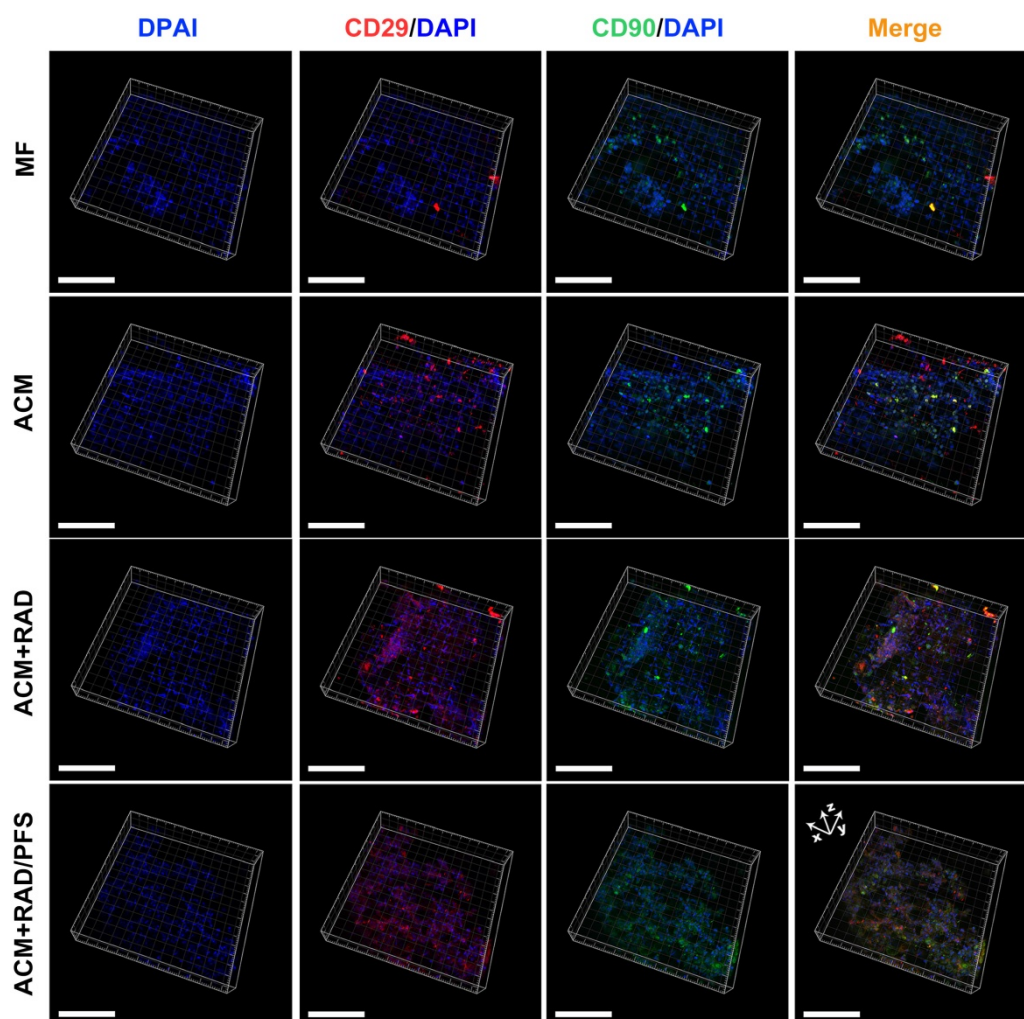 DPAI CD29/DAPI CD90/DAPI Merge
MF
ACM
ACM+RAD
ACM+RAD/PFS
z
x y